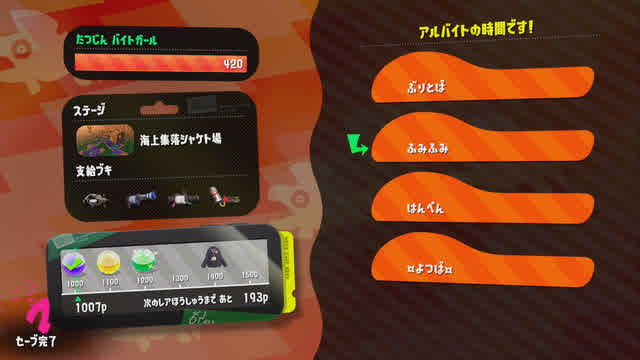 たつじん バイトガール
420
ステージ
海上集落シャケト場
支給ブキ
1000 1100 1200 1300 1400 1500
1007p 次のレアほうしゅうまで あと 193p
セーブ完了
アルバイトの時間です!
ぶりとば
ふみふみ
はんぺん
¤よつば¤